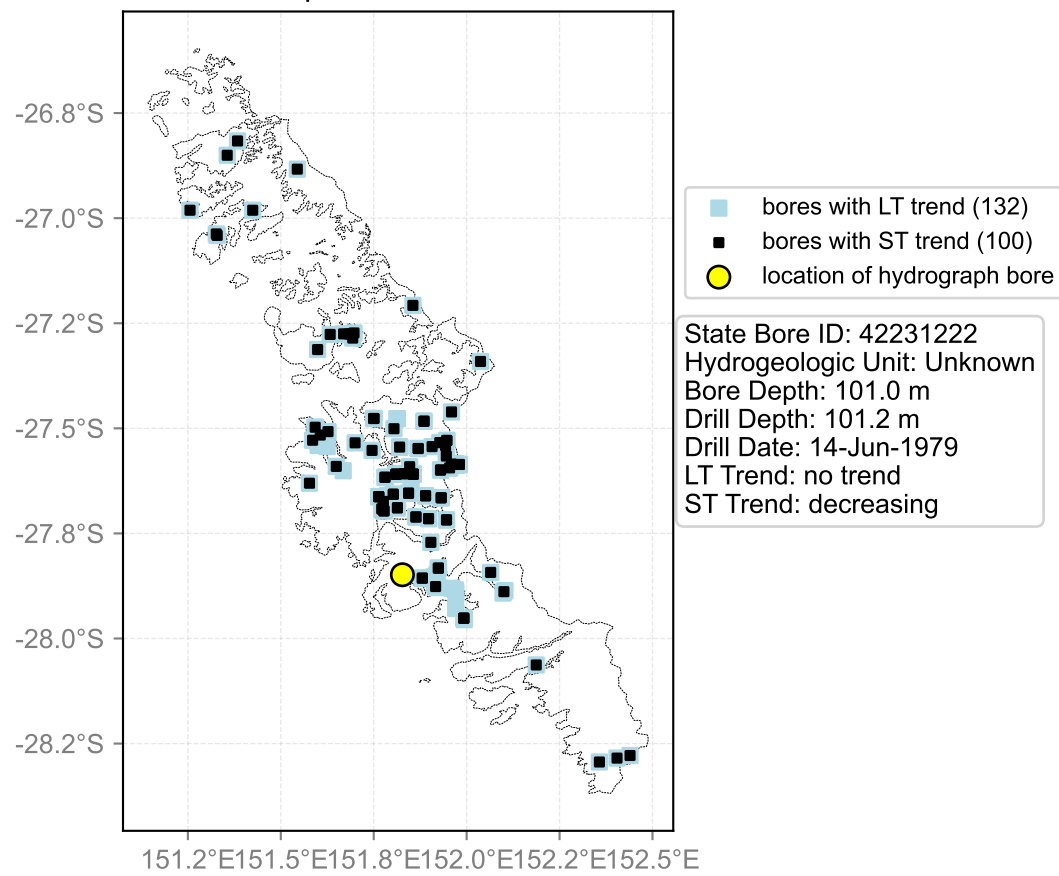 -26.8°S
-27.0°S
-27.2°S
-27.5°S
-27.8°S
-28.0°S
-28.2°S
151.2°E151.5°E151.8°E152.0°E152.2°E152.5°E
bores with LT trend (132)
bores with ST trend (100)
location of hydrograph bore
State Bore ID: 42231222
Hydrogeologic Unit: Unknown
Bore Depth: 101.0 m
Drill Depth: 101.2 m
Drill Date: 14-Jun-1979
LT Trend: no trend
ST Trend: decreasing